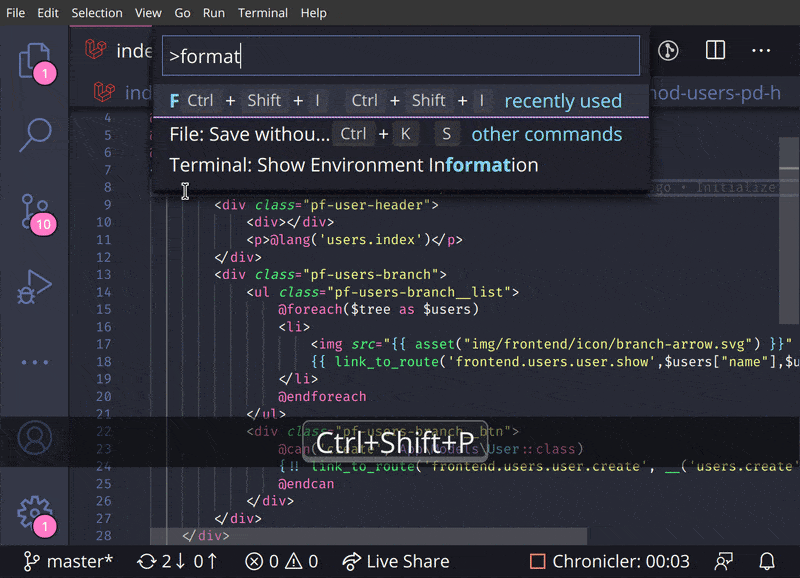 File Edit Selection View Go Run Terminal Help
inde
>format
1
ind
mod-users-pd-h
F Ctrl + Shift + I Ctrl + Shift + I recently used
File: Save withou... Ctrl + K S other commands
Terminal: Show Environment Information
4
5
6
7
8 go • Initialize
9 <div class="pf-user-header">
10 <div></div>
11 <p>@lang('users.index')</p>
12 </div>
13 <div class="pf-users-branch">
14 <ul class="pf-users-branch__list">
15 @foreach($tree as $users)
16 <li>
17 <img src="{{ asset("img/frontend/icon/branch-arrow.svg") }}"
18 {{ link_to_route('frontend.users.user.show',$users["name"],$u
19 </li>
20 @endforeach
21 </ul>
22 <div class="pf-users-branch__btn">
23 @can('create', App\Models\User::class)
24 {!! link_to_route('frontend.users.user.create', __('users.create'
25 @endcan
26 </div>
27 </div>
28 </div>
10
Ctrl+Shift+P
1
master* 2↓ 0↑ 0 0 Live Share Chronicler: 00:03